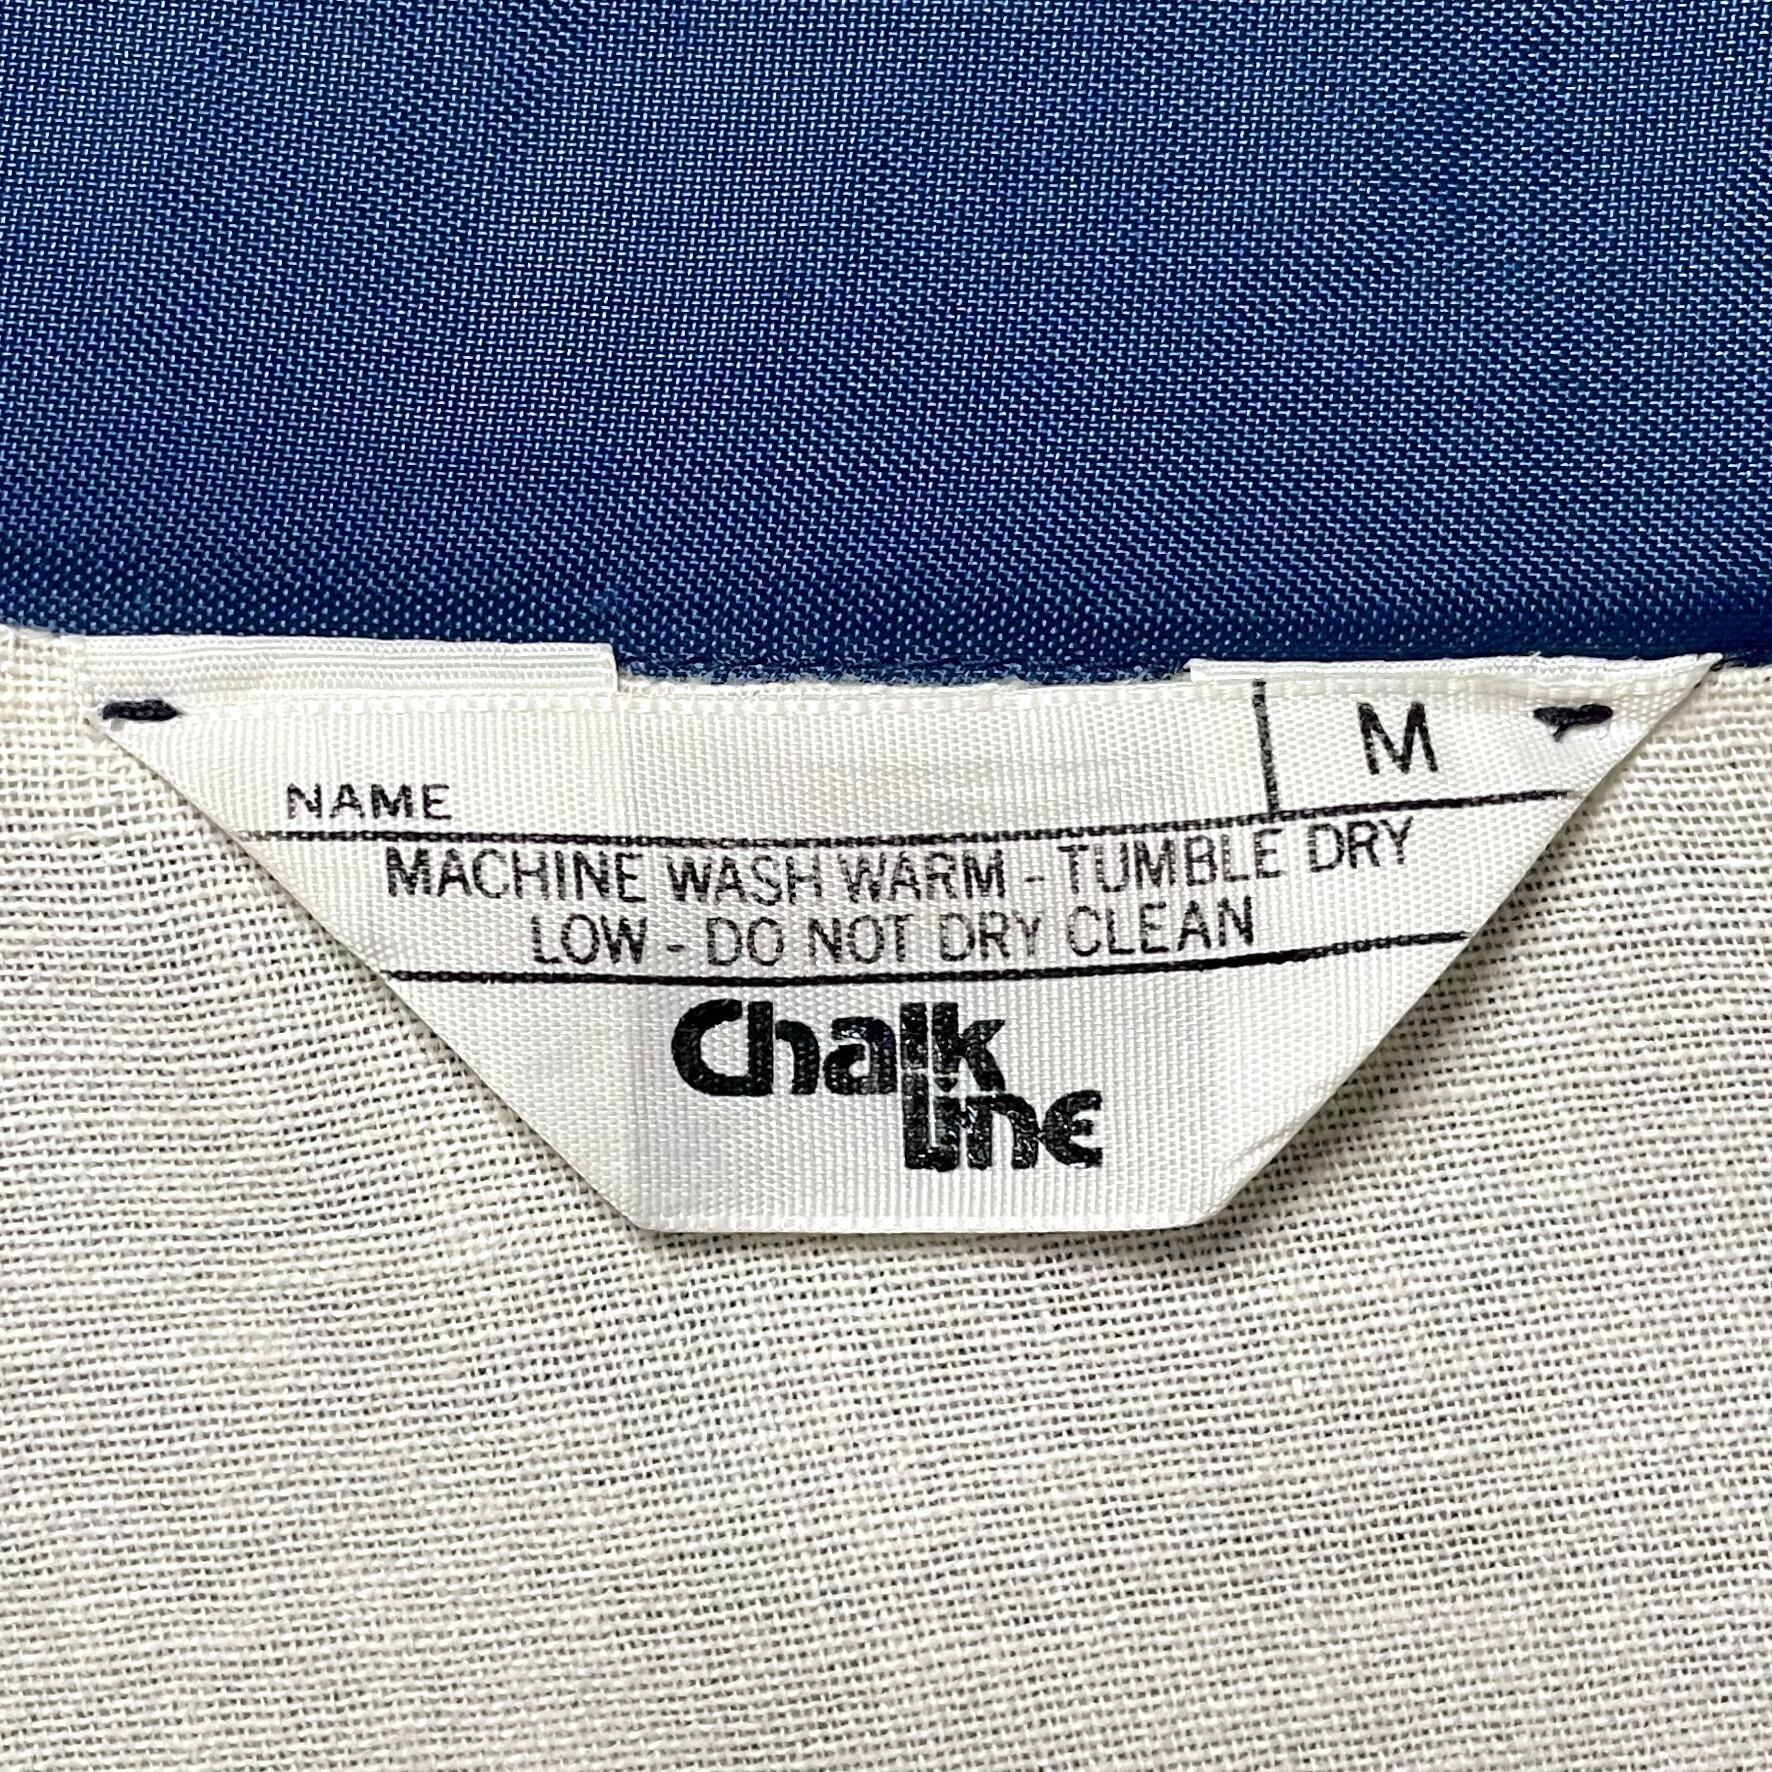 M
NAME
MACHINE WASH WARM - TUMBLE DRY
LOW - DO NOT DRY CLEAN
Chalk
Line